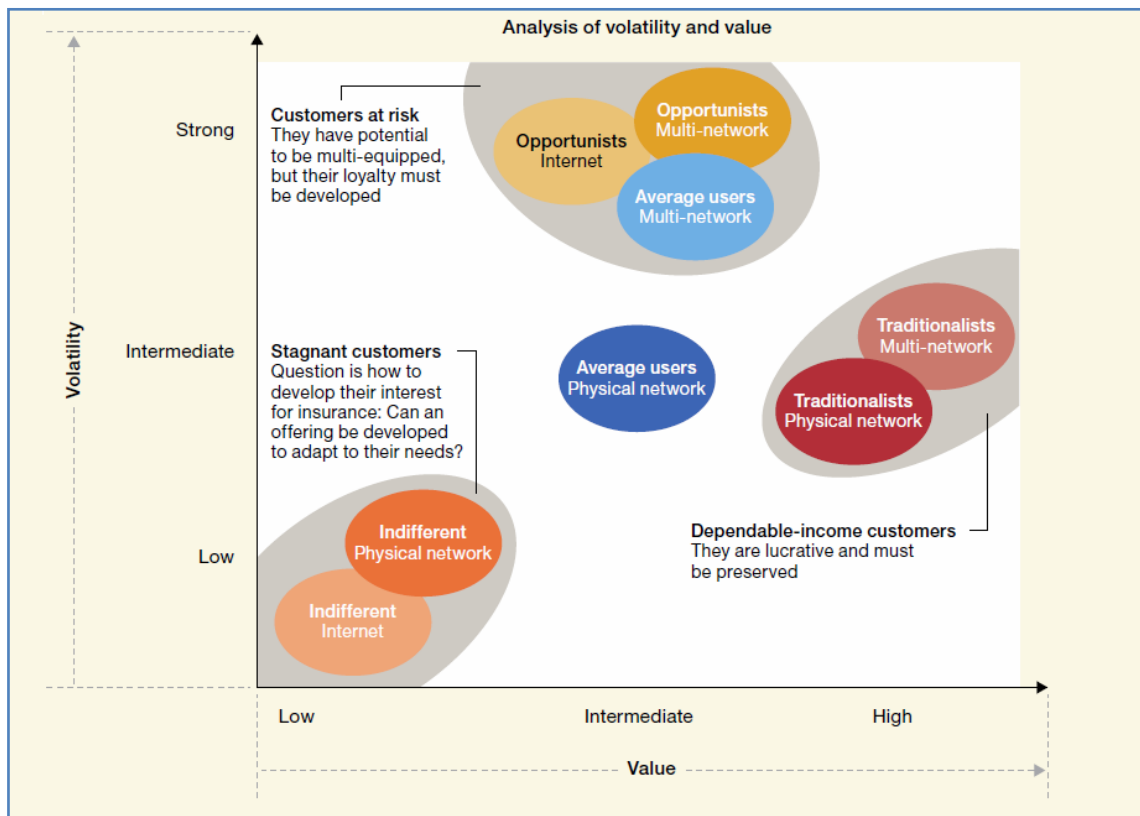 Analysis of volatility and value
Volatility
Strong
Intermediate
Low
Customers at risk
They have potential
to be multi-equipped,
but their loyalty must
be developed
Opportunists
Internet
Opportunists
Multi-network
Average users
Multi-network
Stagnant customers
Question is how to
develop their interest
for insurance: Can an
offering be developed
to adapt to their needs?
Average users
Physical network
Traditionalists
Multi-network
Traditionalists
Physical network
Indifferent
Physical network
Indifferent
Internet
Dependable-income customers
They are lucrative and must
be preserved
Low
Intermediate
High
Value